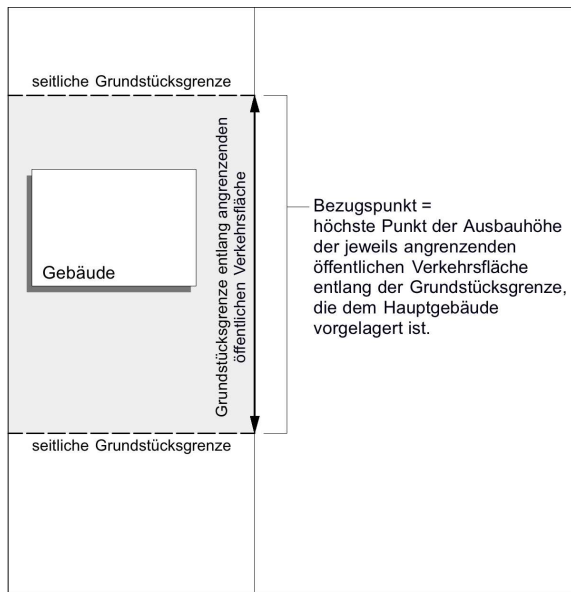 seitliche Grundstücksgrenze
Grundstücksgrenze entlang angrenzenden
öffentlichen Verkehrsfläche
Gebäude
Bezugspunkt =
höchste Punkt der Ausbauhöhe
der jeweils angrenzenden
öffentlichen Verkehrsfläche
entlang der Grundstücksgrenze,
die dem Hauptgebäude
vorgelagert ist.
seitliche Grundstücksgrenze